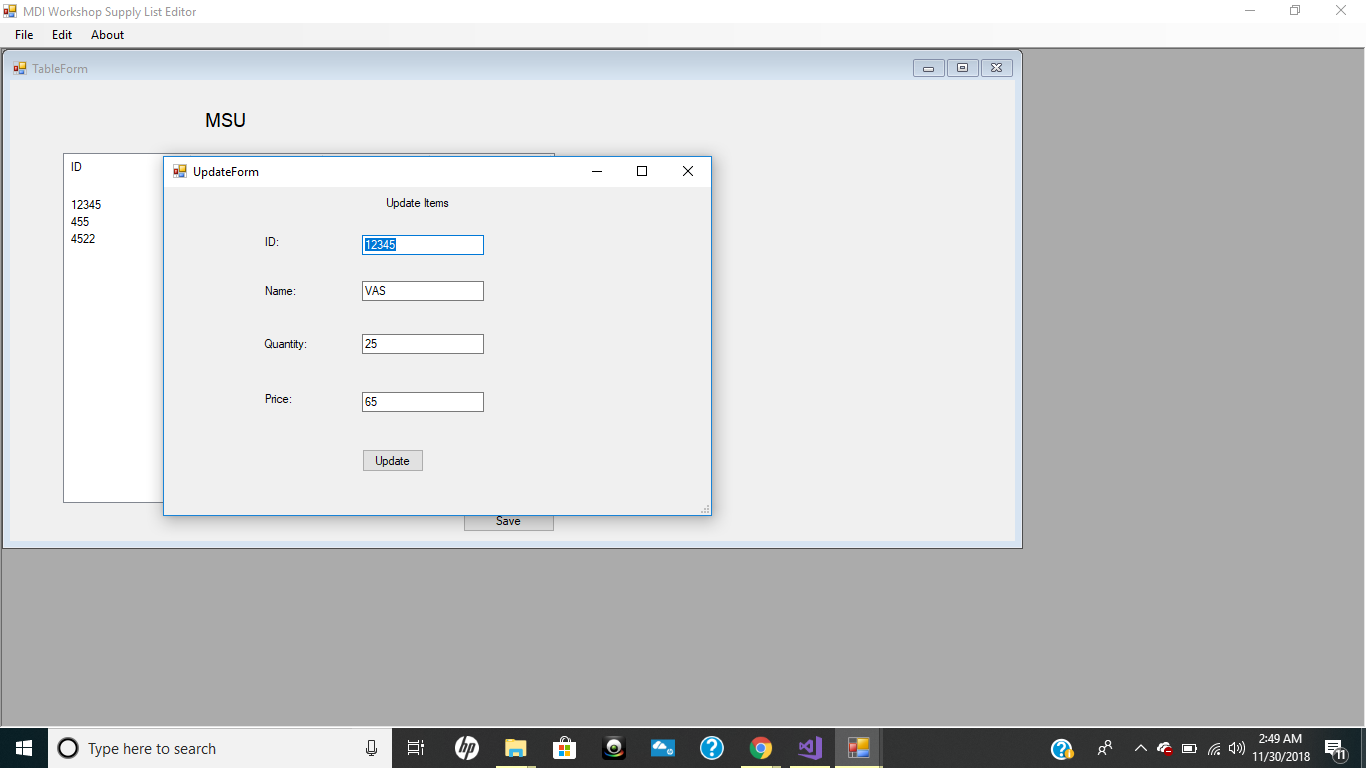 MDI Workshop Supply List Editor
File Edit About
TableForm
MSU
ID
12345
455
4522
UpdateForm
Update Items
ID: 12345
Name: VAS
Quantity: 25
Price: 65
Update
Save
Type here to search
hp
2:49 AM
11/30/2018
11